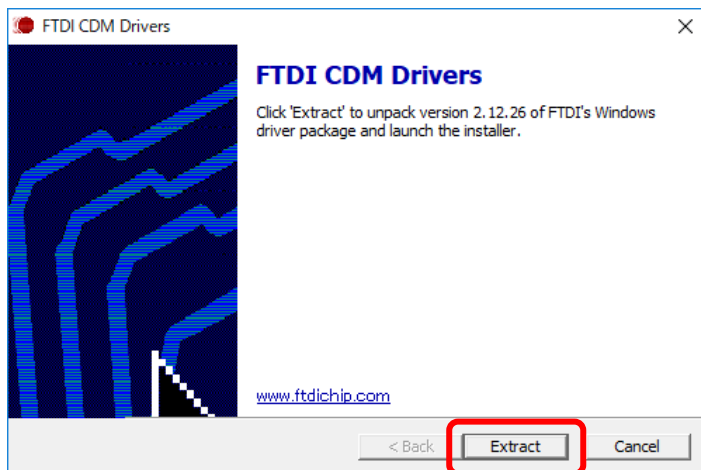 FTDI CDM Drivers
FTDI CDM Drivers
Click 'Extract' to unpack version 2.12.26 of FTDI's Windows
driver package and launch the installer.
www.ftdichip.com
< Back Extract Cancel